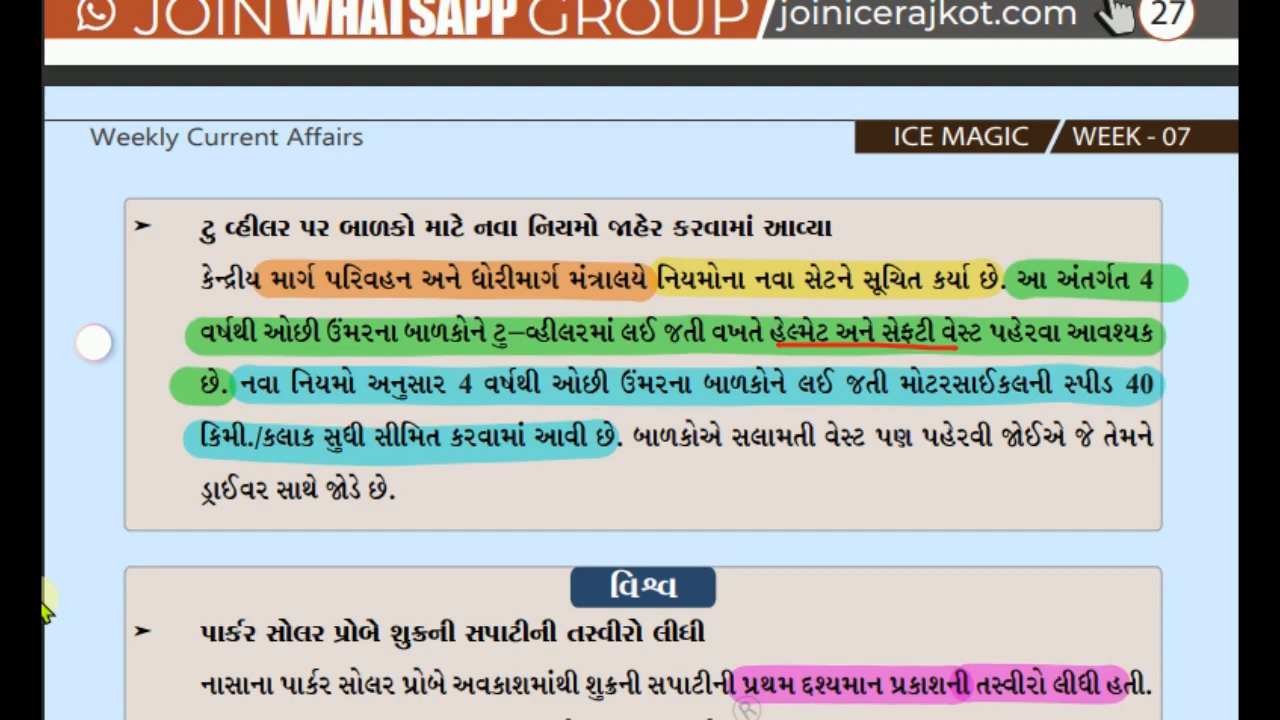 JOIN WHATSAPP GROUP joinicerajkot.com 27
Weekly Current Affairs ICE MAGIC WEEK - 07
➤ ટુ વ્હીલર પર બાળકો માટે નવા નિયમો જાહેર કરવામાં આવ્યા
કેન્દ્રીય માર્ગ પરિવહન અને ધોરીમાર્ગ મંત્રાલયે નિયમોના નવા સેટને સૂચિત કર્યા છે. આ અંતર્ગત 4
વર્ષથી ઓછી ઉંમરના બાળકોને ટુ–વ્હીલરમાં લઈ જતી વખતે હેલ્મેટ અને સેફટી વેસ્ટ પહેરવા આવશ્યક
છે. નવા નિયમો અનુસાર 4 વર્ષથી ઓછી ઉંમરના બાળકોને લઈ જતી મોટરસાઈકલની સ્પીડ 40
કિમી./કલાક સુધી સીમિત કરવામાં આવી છે. બાળકોએ સલામતી વેસ્ટ પણ પહેરવી જોઈએ જે તેમને
ડ્રાઈવર સાથે જોડે છે.
વિશ્વ
➤ પાર્કર સોલર પ્રોબે શુક્રની સપાટીની તસ્વીરો લીધી
નાસાના પાર્કર સોલર પ્રોબે અવકાશમાંથી શુક્રની સપાટીની પ્રથમ દૃશ્યમાન પ્રકાશની તસ્વીરો લીધી હતી.
®